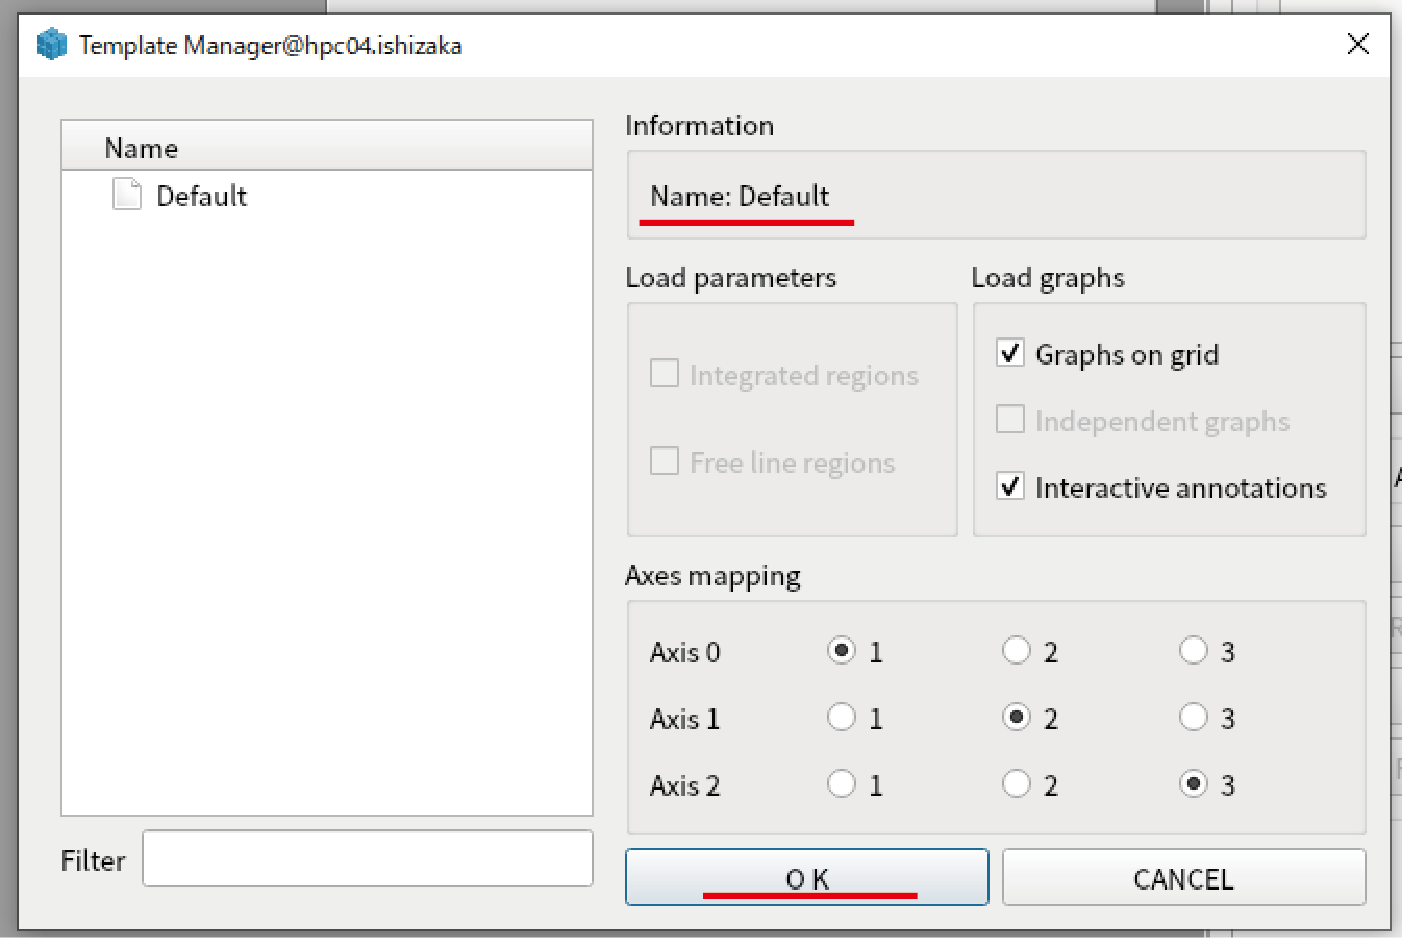 Template Manager@hpc04.ishizaka
Name
Default
Filter
Information
Name: Default
Load parameters
Integrated regions
Free line regions
Load graphs
Graphs on grid
Independent graphs
Interactive annotations
Axes mapping
Axis 0 1 2 3
Axis 1 1 2 3
Axis 2 1 2 3
O K
CANCEL